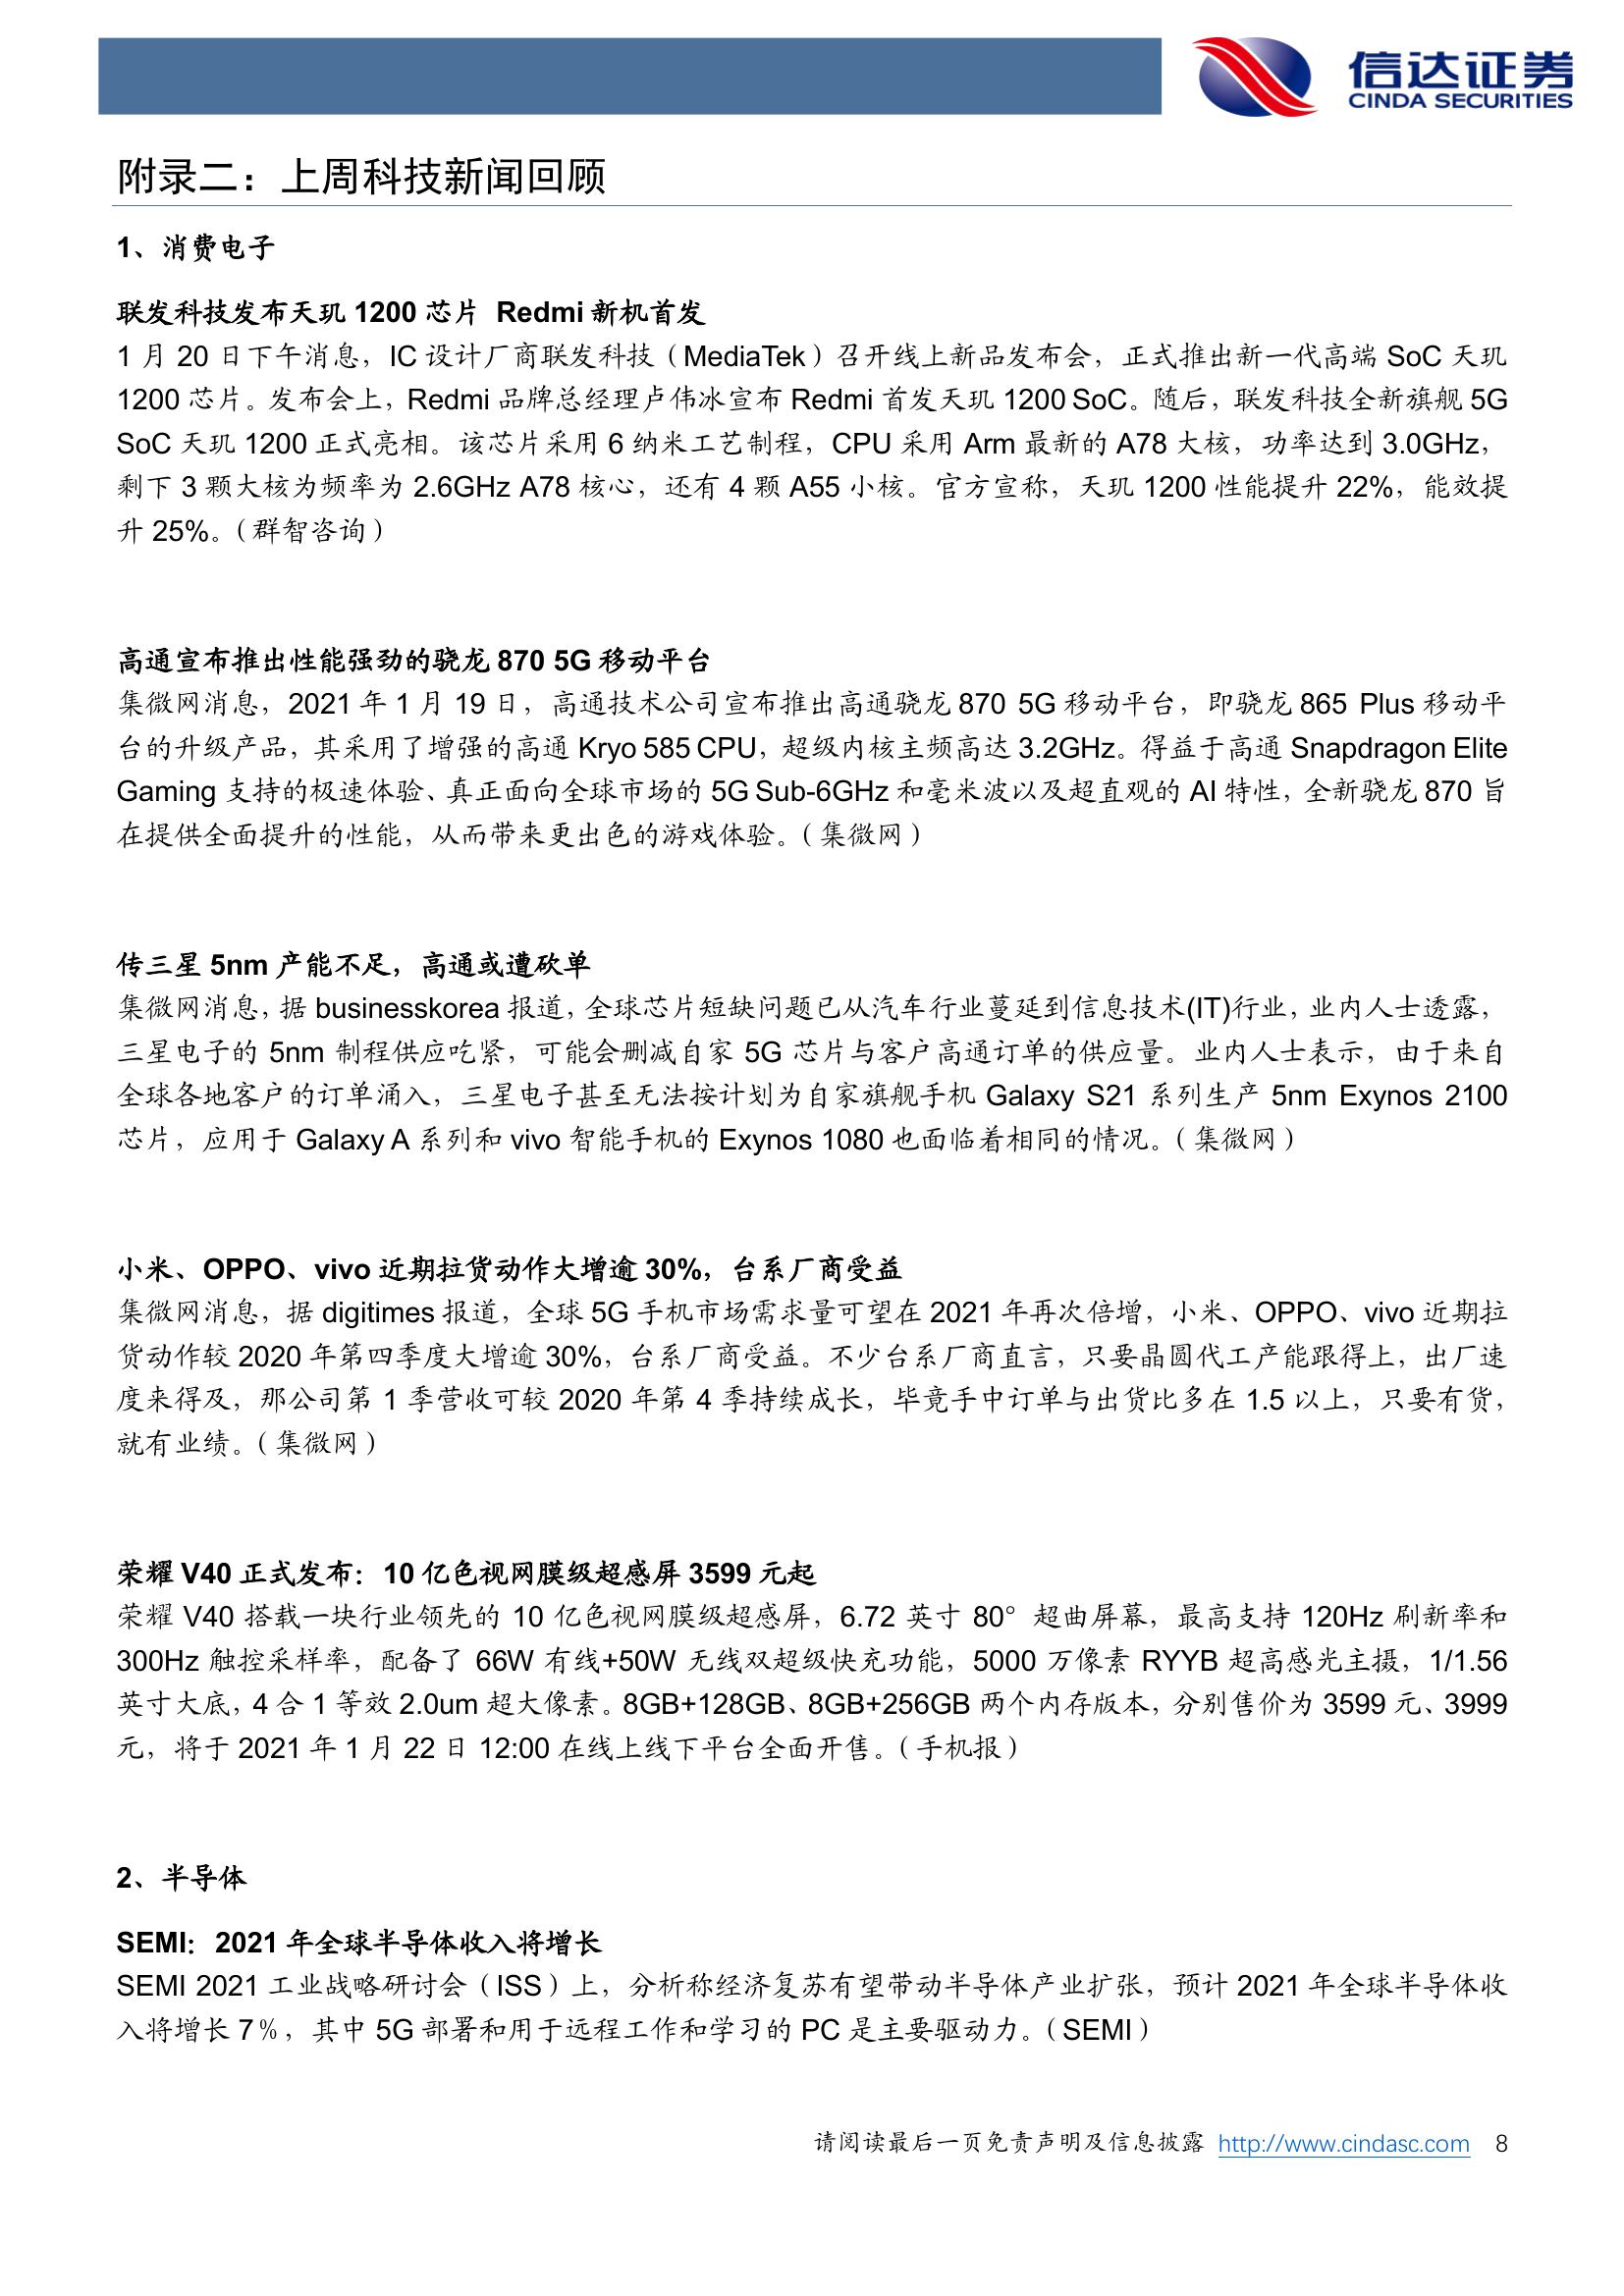 信达证券
CINDA SECURITIES
附录二：上周科技新闻回顾
1、消费电子
联发科技发布天玑 1200 芯片 Redmi 新机首发
1 月 20 日下午消息，IC 设计厂商联发科技（MediaTek）召开线上新品发布会，正式推出新一代高端 SoC 天玑
1200 芯片。发布会上，Redmi 品牌总经理卢伟冰宣布 Redmi 首发天玑 1200 SoC。随后，联发科技全新旗舰 5G
SoC 天玑 1200 正式亮相。该芯片采用 6 纳米工艺制程，CPU 采用 Arm 最新的 A78 大核，功率达到 3.0GHz，
剩下 3 颗大核为频率为 2.6GHz A78 核心，还有 4 颗 A55 小核。官方宣称，天玑 1200 性能提升 22%，能效提
升 25%。（群智咨询）
高通宣布推出性能强劲的骁龙 870 5G 移动平台
集微网消息，2021 年 1 月 19 日，高通技术公司宣布推出高通骁龙 870 5G 移动平台，即骁龙 865 Plus 移动平
台的升级产品，其采用了增强的高通 Kryo 585 CPU，超级内核主频高达 3.2GHz。得益于高通 Snapdragon Elite
Gaming 支持的极速体验、真正面向全球市场的 5G Sub-6GHz 和毫米波以及超直观的 AI 特性，全新骁龙 870 旨
在提供全面提升的性能，从而带来更出色的游戏体验。（集微网）
传三星 5nm 产能不足，高通或遭砍单
集微网消息，据 businesskorea 报道，全球芯片短缺问题已从汽车行业蔓延到信息技术(IT)行业，业内人士透露，
三星电子的 5nm 制程供应吃紧，可能会删减自家 5G 芯片与客户高通订单的供应量。业内人士表示，由于来自
全球各地客户的订单涌入，三星电子甚至无法按计划为自家旗舰手机 Galaxy S21 系列生产 5nm Exynos 2100
芯片，应用于 Galaxy A 系列和 vivo 智能手机的 Exynos 1080 也面临着相同的情况。（集微网）
小米、OPPO、vivo 近期拉货动作大增逾 30%，台系厂商受益
集微网消息，据 digitimes 报道，全球 5G 手机市场需求量可望在 2021 年再次倍增，小米、OPPO、vivo 近期拉
货动作较 2020 年第四季度大增逾 30%，台系厂商受益。不少台系厂商直言，只要晶圆代工产能跟得上，出厂速
度来得及，那公司第 1 季营收可较 2020 年第 4 季持续成长，毕竟手中订单与出货比多在 1.5 以上，只要有货，
就有业绩。（集微网）
荣耀 V40 正式发布：10 亿色视网膜级超感屏 3599 元起
荣耀 V40 搭载一块行业领先的 10 亿色视网膜级超感屏，6.72 英寸 80°超曲屏幕，最高支持 120Hz 刷新率和
300Hz 触控采样率，配备了 66W 有线+50W 无线双超级快充功能，5000 万像素 RYYB 超高感光主摄，1/1.56
英寸大底，4 合 1 等效 2.0um 超大像素。8GB+128GB、8GB+256GB 两个内存版本，分别售价为 3599 元、3999
元，将于 2021 年 1 月 22 日 12:00 在线上线下平台全面开售。（手机报）
2、半导体
SEMI：2021 年全球半导体收入将增长
SEMI 2021 工业战略研讨会（ISS）上，分析称经济复苏有望带动半导体产业扩张，预计 2021 年全球半导体收
入将增长 7％，其中 5G 部署和用于远程工作和学习的 PC 是主要驱动力。（SEMI）
请阅读最后一页免责声明及信息披露 http://www.cindasc.com 8